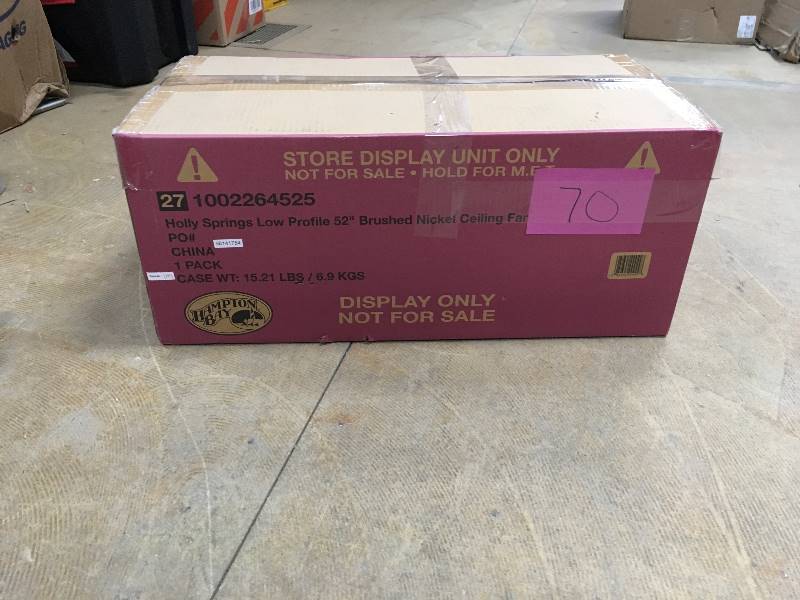 STORE DISPLAY UNIT ONLY
NOT FOR SALE • HOLD FOR M.E.T.
27 1002264525
70
Holly Springs Low Profile 52" Brushed Nickel Ceiling Fan
PO#
CHINA
1 PACK
CASE WT: 15.21 LBS / 6.9 KGS
HAMPTON
BAY
DISPLAY ONLY
NOT FOR SALE